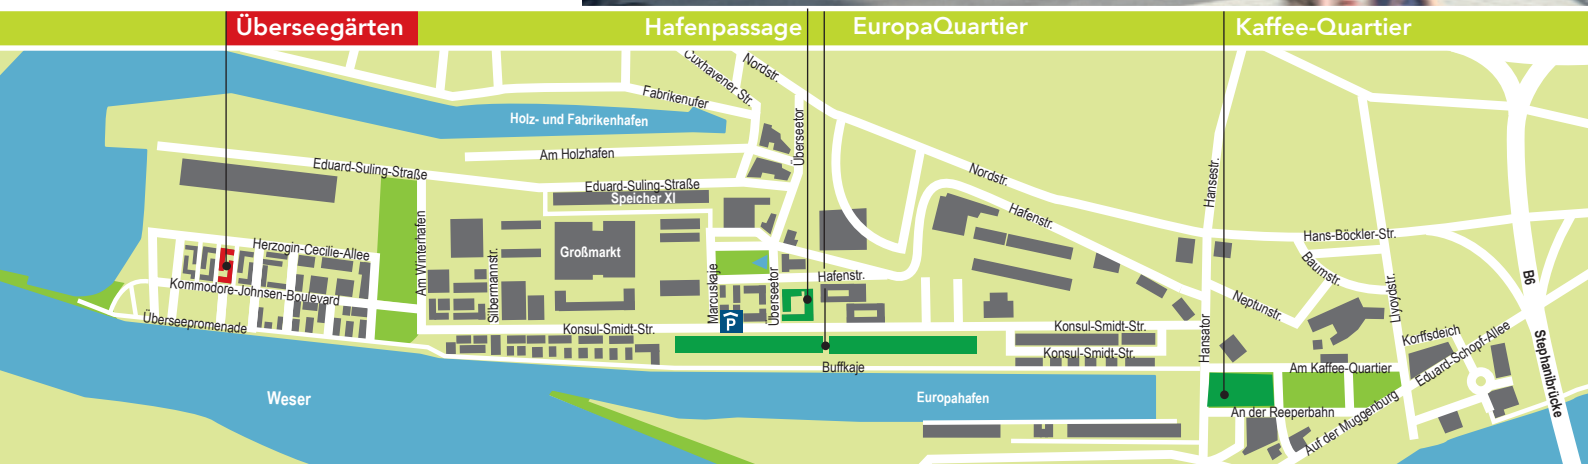 Überseegärten
Hafenpassage
EuropaQuartier
Kaffee-Quartier
Cuxhavener Str.
Nordstr.
Fabrikenufer
Holz- und Fabrikenhafen
Überseetor
Am Holzhafen
Eduard-Suling-Straße
Eduard-Suling-Straße
Speicher XI
Nordstr.
Hansestr.
Hafenstr.
Am Winterhafen
Herzogin-Cecilie-Allee
Großmarkt
Hans-Böckler-Str.
Baumstr.
B6
Silbermannstr.
Marcuskaje
Überseetor
Hafenstr.
Kommodore-Johnsen-Boulevard
Neptunstr.
Llyoydstr.
Überseepromenade
P
Konsul-Smidt-Str.
Konsul-Smidt-Str.
Konsul-Smidt-Str.
Hansator
Korffsdeich
Eduard-Schopf-Allee
Stephanibrücke
Buffkaje
Am Kaffee-Quartier
Weser
Europahafen
An der Reeperbahn
Auf der Muggenburg